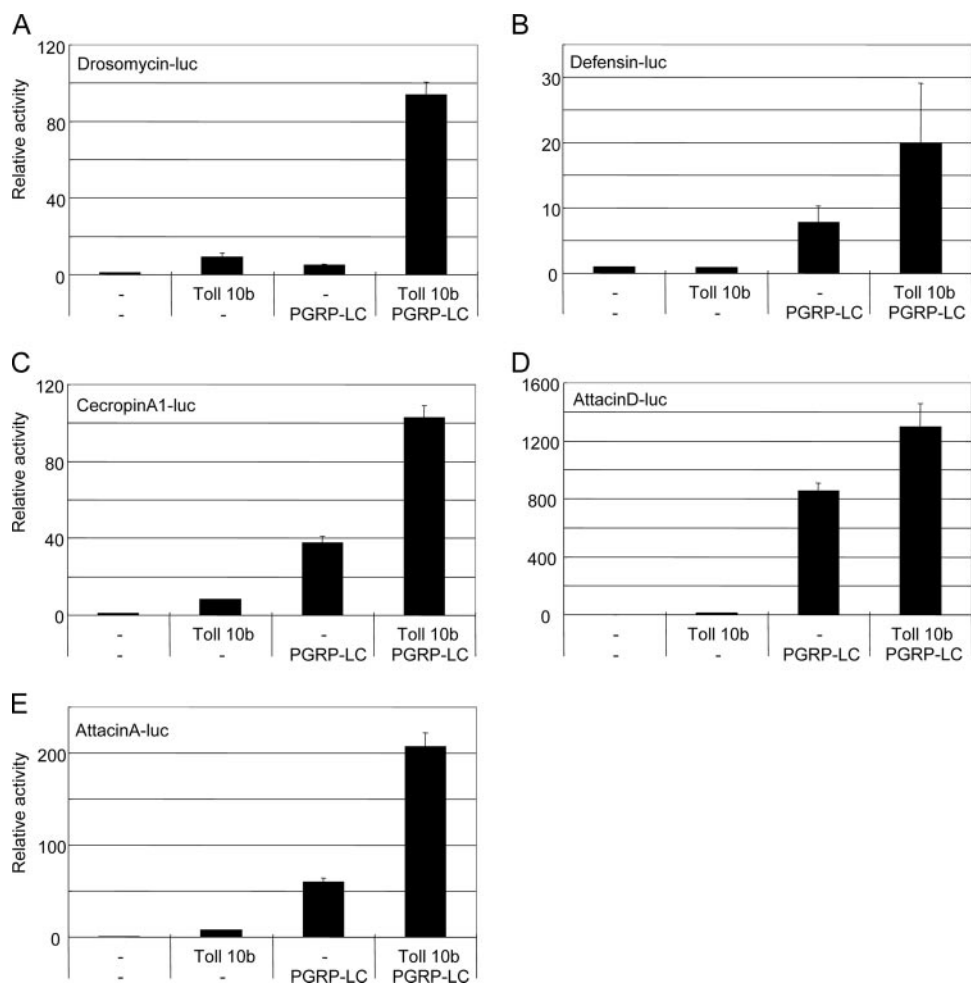 A
Relative activity
120
80
40
0
Drosomycin-luc
- Toll 10b - Toll 10b
- - PGRP-LC PGRP-LC
B
30
20
10
0
Defensin-luc
- Toll 10b - Toll 10b
- - PGRP-LC PGRP-LC
C
Relative activity
120
80
40
0
CecropinA1-luc
- Toll 10b - Toll 10b
- - PGRP-LC PGRP-LC
D
1600
1200
800
400
0
AttacinD-luc
- Toll 10b - Toll 10b
- - PGRP-LC PGRP-LC
E
Relative activity
200
100
0
AttacinA-luc
- Toll 10b - Toll 10b
- - PGRP-LC PGRP-LC